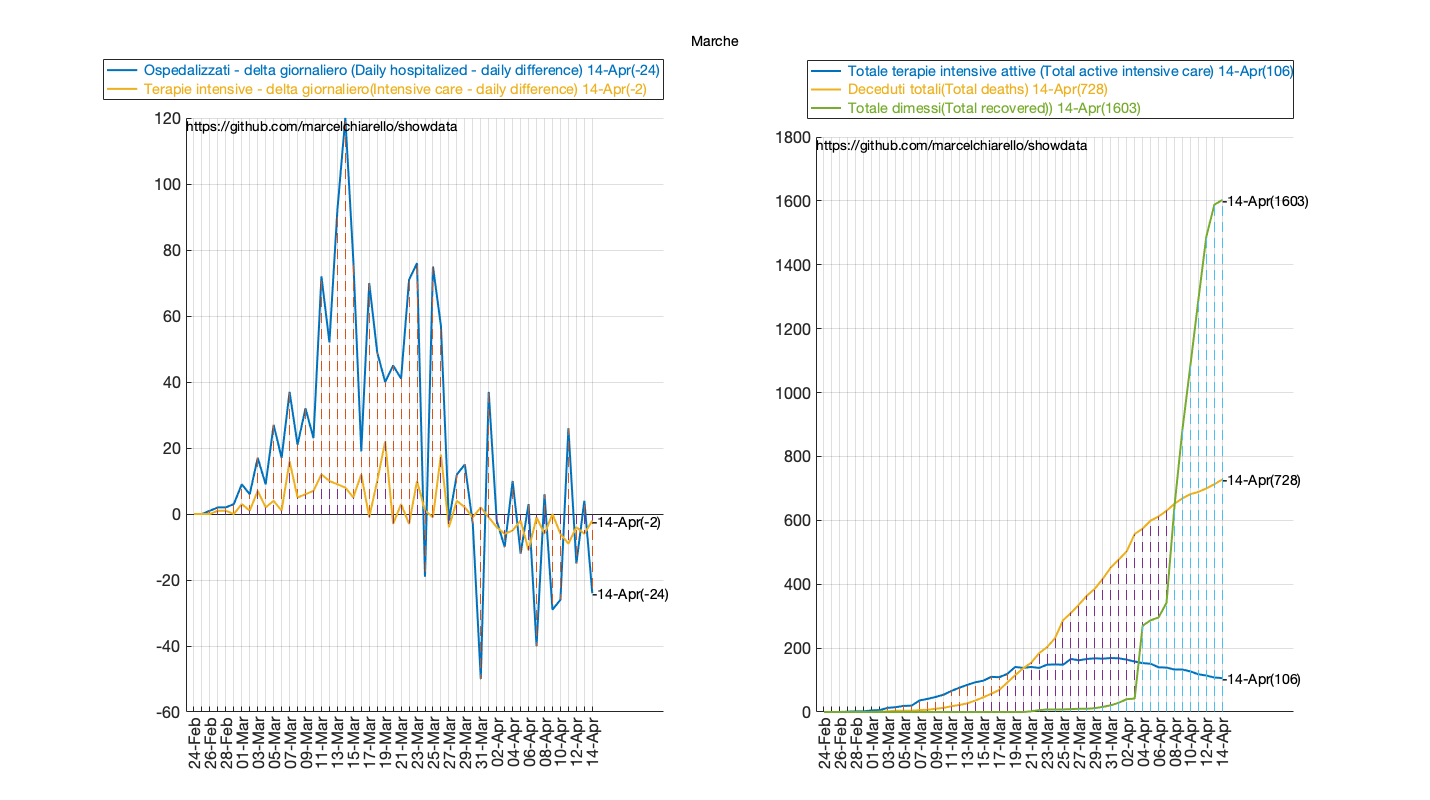 Marche
Ospedalizzati - delta giornaliero (Daily hospitalized - daily difference) 14-Apr(-24)
Terapie intensive - delta giornaliero(Intensive care - daily difference) 14-Apr(-2)
https://github.com/marcelchiarello/showdata
120
100
80
60
40
20
0
-20
-40
-60
14-Apr(-2)
14-Apr(-24)
24-Feb
26-Feb
28-Feb
01-Mar
03-Mar
05-Mar
07-Mar
09-Mar
11-Mar
13-Mar
15-Mar
17-Mar
19-Mar
21-Mar
23-Mar
25-Mar
27-Mar
29-Mar
31-Mar
02-Apr
04-Apr
06-Apr
08-Apr
10-Apr
12-Apr
14-Apr
Totale terapie intensive attive (Total active intensive care) 14-Apr(106)
Deceduti totali(Total deaths) 14-Apr(728)
Totale dimessi(Total recovered)) 14-Apr(1603)
https://github.com/marcelchiarello/showdata
1800
1600
1400
1200
1000
800
600
400
200
0
14-Apr(1603)
14-Apr(728)
14-Apr(106)
24-Feb
26-Feb
28-Feb
01-Mar
03-Mar
05-Mar
07-Mar
09-Mar
11-Mar
13-Mar
15-Mar
17-Mar
19-Mar
21-Mar
23-Mar
25-Mar
27-Mar
29-Mar
31-Mar
02-Apr
04-Apr
06-Apr
08-Apr
10-Apr
12-Apr
14-Apr